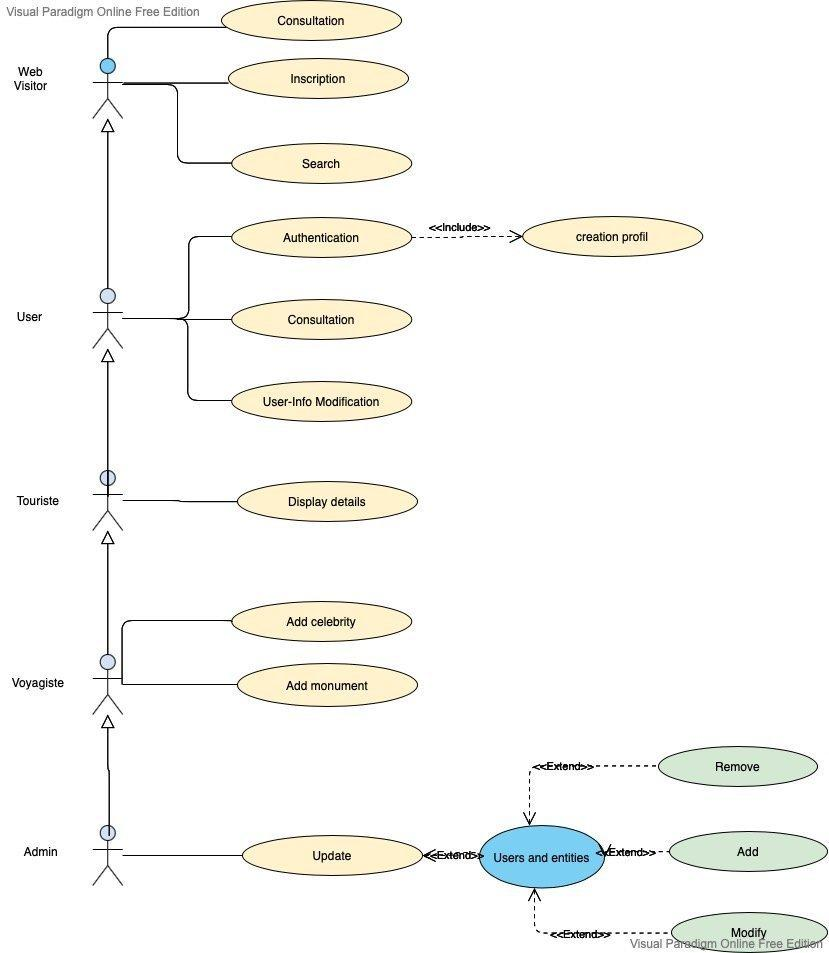 Visual Paradigm Online Free Edition
Consultation
Web
Visitor
Inscription
Search
<<Include>>
Authentication
creation profil
User
Consultation
User-Info Modification
Touriste
Display details
Add celebrity
Voyagiste
Add monument
<<Extend>>
Remove
Admin
Update
<<Extend>>
Users and entities
<<Extend>>
Add
<<Extend>>
Modify
Visual Paradigm Online Free Edition